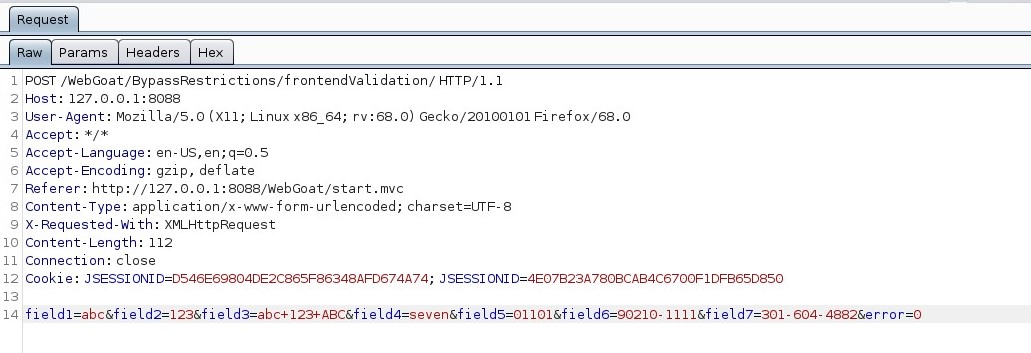 Request
Raw Params Headers Hex
1 POST /WebGoat/BypassRestrictions/frontendValidation/ HTTP/1.1
2 Host: 127.0.0.1:8088
3 User-Agent: Mozilla/5.0 (X11; Linux x86_64; rv:68.0) Gecko/20100101 Firefox/68.0
4 Accept: */*
5 Accept-Language: en-US,en;q=0.5
6 Accept-Encoding: gzip, deflate
7 Referer: http://127.0.0.1:8088/WebGoat/start.mvc
8 Content-Type: application/x-www-form-urlencoded; charset=UTF-8
9 X-Requested-With: XMLHttpRequest
10 Content-Length: 112
11 Connection: close
12 Cookie: JSESSIONID=D546E69804DE2C865F86348AFD674A74; JSESSIONID=4E07B23A780BCAB4C6700F1DFB65D850
13
14 field1=abc&field2=123&field3=abc+123+ABC&field4=seven&field5=01101&field6=90210-1111&field7=301-604-4882&error=0